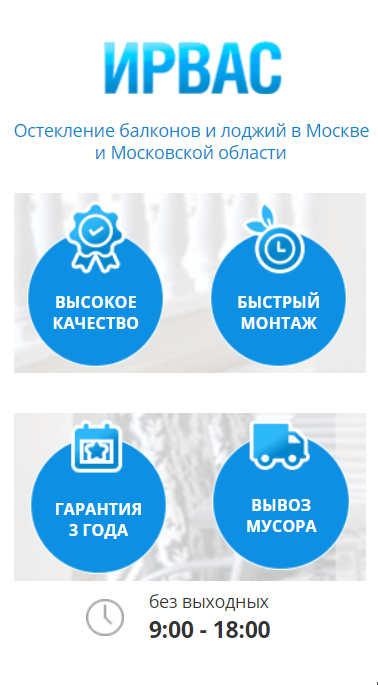 ИРВАС
Остекление балконов и лоджий в Москве
и Московской области
ВЫСОКОЕ
КАЧЕСТВО
БЫСТРЫЙ
МОНТАЖ
ГАРАНТИЯ
3 ГОДА
ВЫВОЗ
МУСОРА
без выходных
9:00 - 18:00